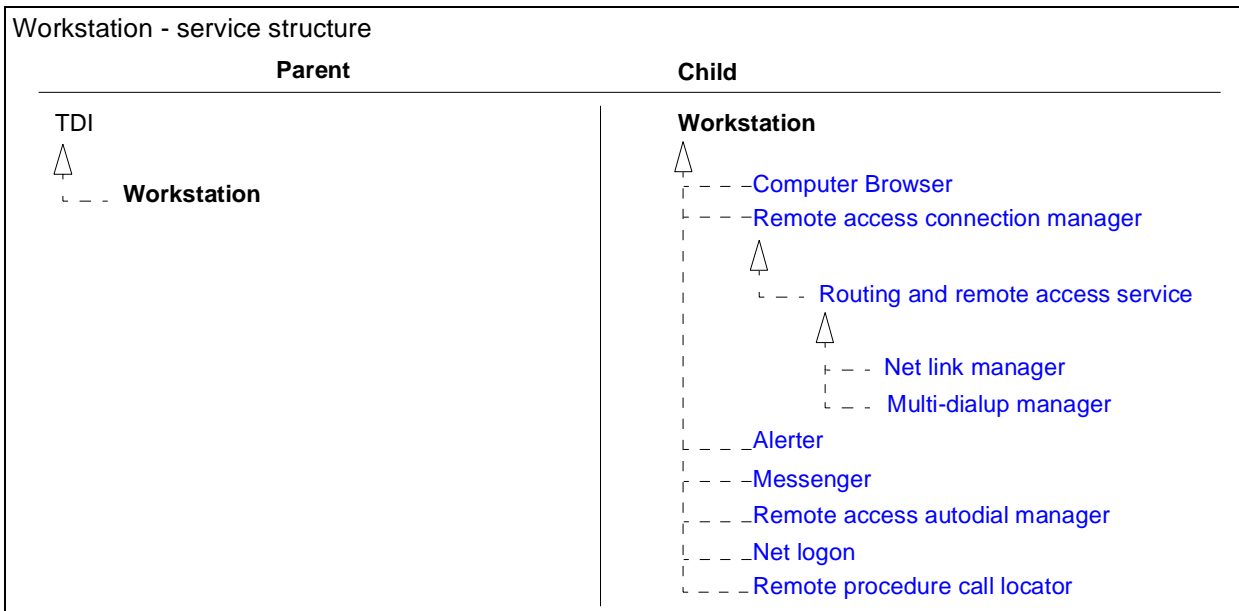 Workstation - service structure
Parent
Child
TDI
Workstation
Workstation
Computer Browser
Remote access connection manager
Routing and remote access service
Net link manager
Multi-dialup manager
Alerter
Messenger
Remote access autodial manager
Net logon
Remote procedure call locator